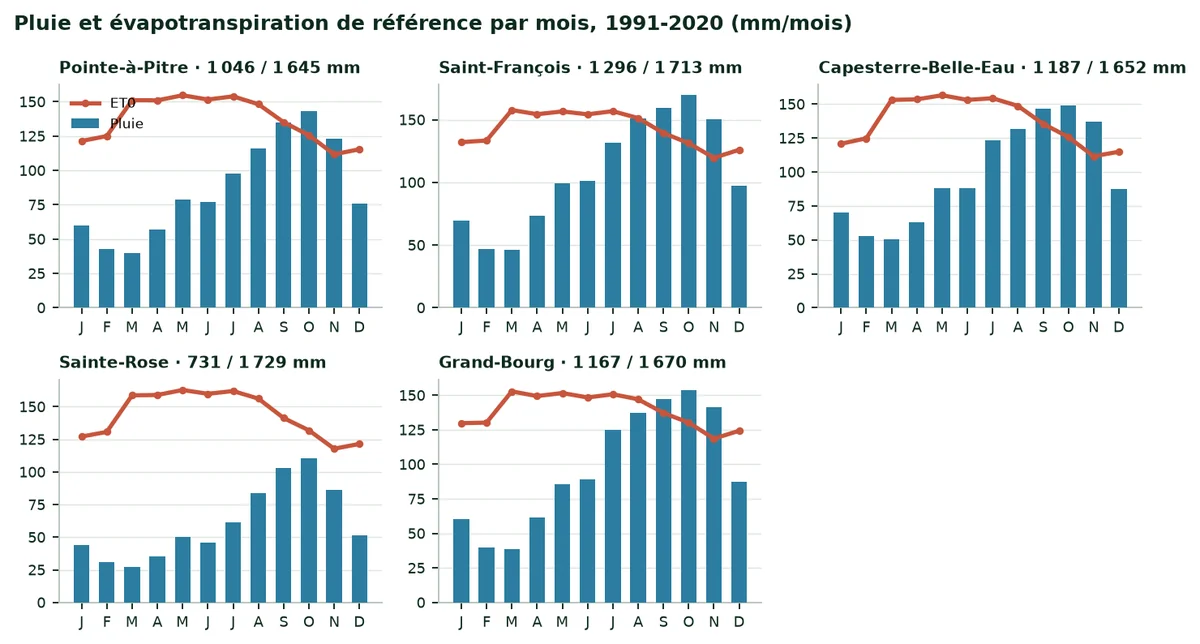 Pluie et évapotranspiration de référence par mois, 1991-2020 (mm/mois)
Pointe-à-Pitre · 1 046 / 1 645 mm
150
125
100
75
50
25
0
ET0
Pluie
J F M A M J J A S O N D
Saint-François · 1 296 / 1 713 mm
150
100
50
0
J F M A M J J A S O N D
Capesterre-Belle-Eau · 1 187 / 1 652 mm
150
125
100
75
50
25
0
J F M A M J J A S O N D
Sainte-Rose · 731 / 1 729 mm
150
125
100
75
50
25
0
J F M A M J J A S O N D
Grand-Bourg · 1 167 / 1 670 mm
150
125
100
75
50
25
0
J F M A M J J A S O N D